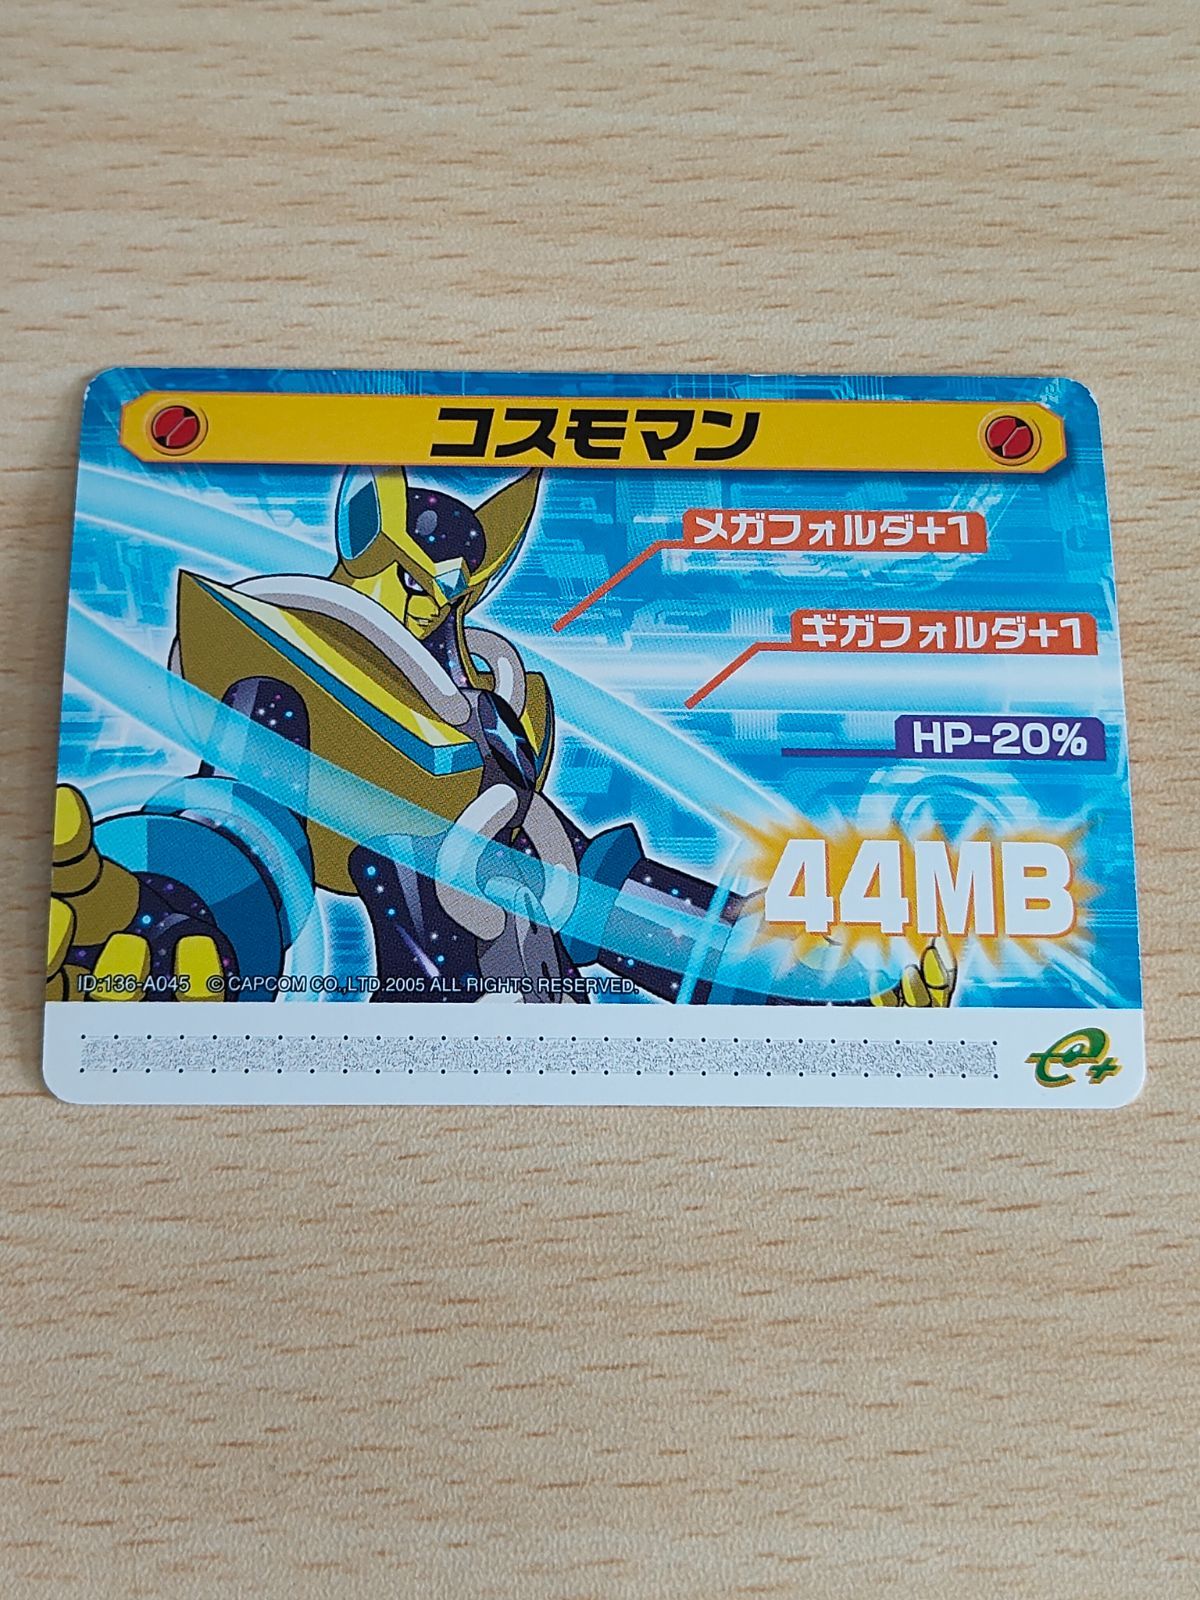 コスモマン
メガフォルダ+1
ギガフォルダ+1
HP-20%
44MB
ID:136-A045 © CAPCOM CO.,LTD.2005 ALL RIGHTS RESERVED.
e+